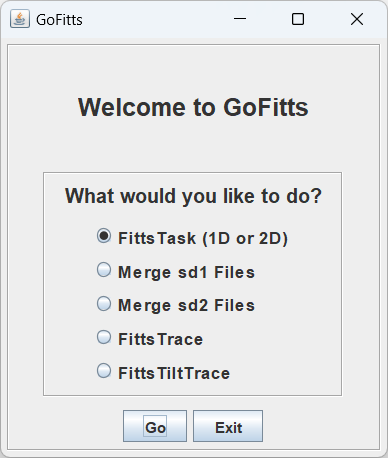 GoFitts
Welcome to GoFitts
What would you like to do?
FittsTask (1D or 2D)
Merge sd1 Files
Merge sd2 Files
FittsTrace
FittsTiltTrace
Go Exit